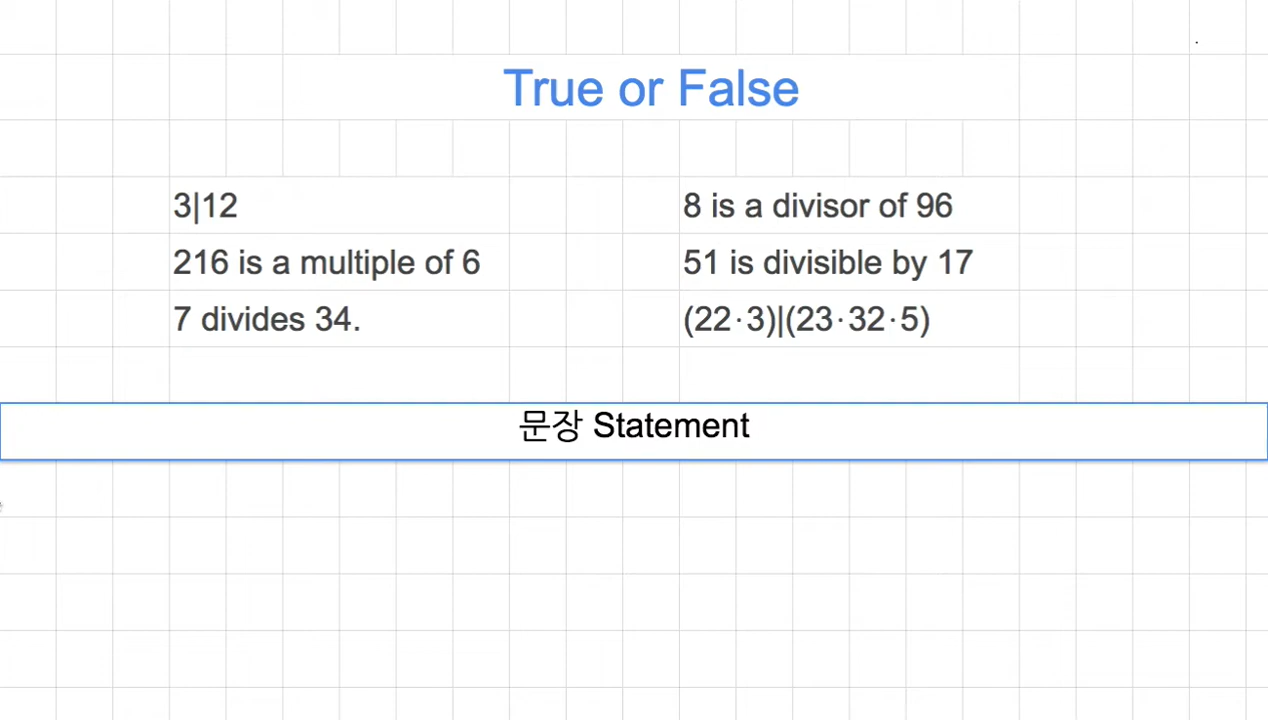 True or False
3|12
216 is a multiple of 6
7 divides 34.
8 is a divisor of 96
51 is divisible by 17
(22·3)|(23·32·5)
문장 Statement